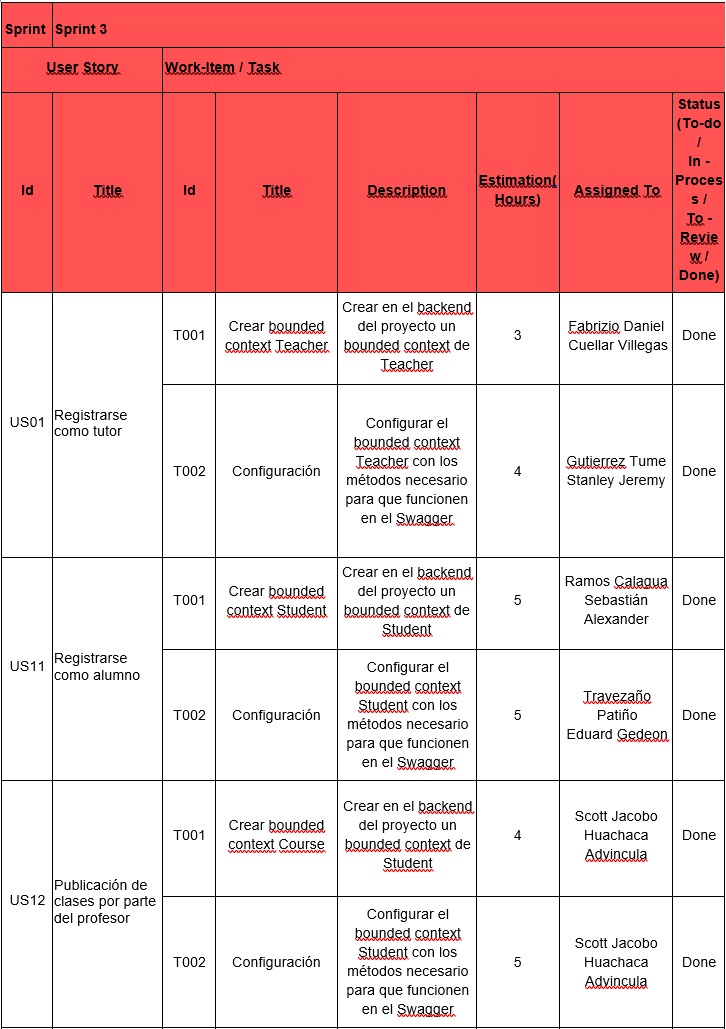 Sprint Sprint 3
User Story Work-Item / Task
Id Title Id Title Description Estimation(
Hours) Assigned To Status
(To-do
/
In -
Proces
s /
To -
Revie
w /
Done)
US01 Registrarse
como tutor
T001 Crear bounded
context Teacher
Crear en el backend
del proyecto un
bounded context de
Teacher
3
Fabrizio Daniel
Cuellar Villegas
Done
T002 Configuración
Configurar el
bounded context
Teacher con los
métodos necesario
para que funcionen
en el Swagger
4
Gutierrez Tume
Stanley Jeremy
Done
US11 Registrarse
como alumno
T001 Crear bounded
context Student
Crear en el backend
del proyecto un
bounded context de
Student
5
Ramos Calagua
Sebastián
Alexander
Done
T002 Configuración
Configurar el
bounded context
Student con los
métodos necesario
para que funcionen
en el Swagger
5
Travezaño
Patiño
Eduard Gedeon
Done
US12 Publicación de
clases por parte
del profesor
T001 Crear bounded
context Course
Crear en el backend
del proyecto un
bounded context de
Student
4
Scott Jacobo
Huachaca
Advincula
Done
T002 Configuración
Configurar el
bounded context
Student con los
métodos necesario
para que funcionen
en el Swagger
5
Scott Jacobo
Huachaca
Advincula
Done